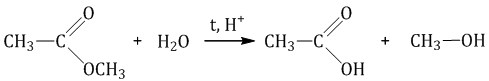 O O
CH₃—C + H₂O t, H⁺ CH₃—C + CH₃—OH
OCH₃ OH